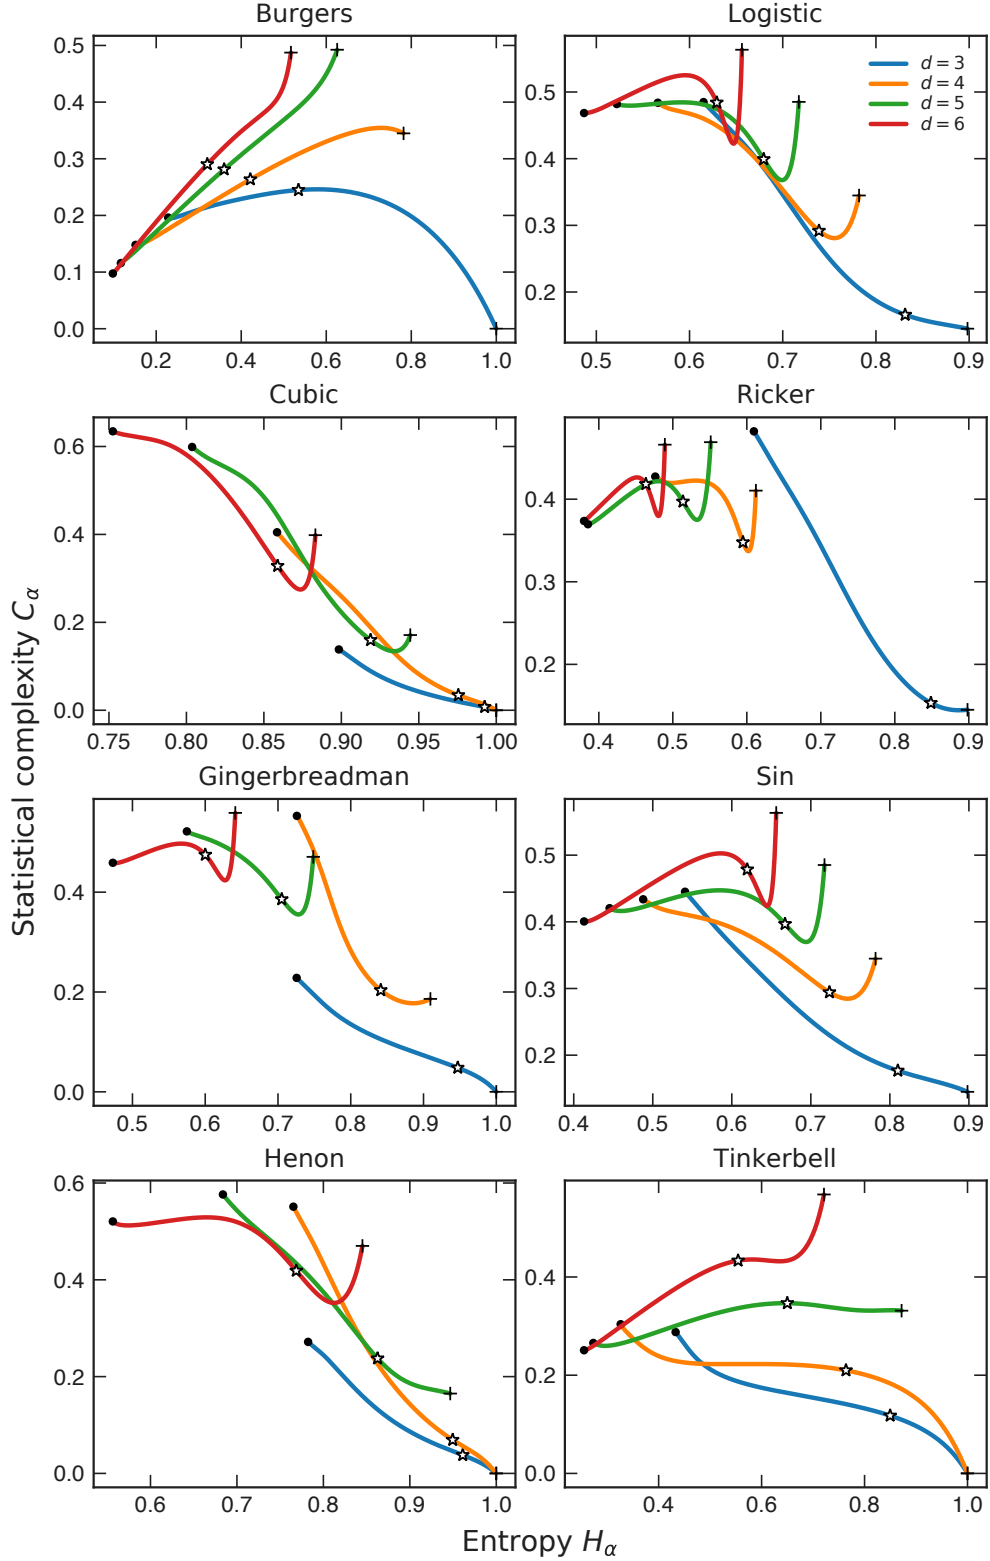 Burgers
0.5
0.4
0.3
0.2
0.1
0.0
0.2 0.4 0.6 0.8 1.0
Logistic
d = 3
d = 4
d = 5
d = 6
0.5
0.4
0.3
0.2
0.5 0.6 0.7 0.8 0.9
Cubic
0.6
0.4
0.2
0.0
0.75 0.80 0.85 0.90 0.95 1.00
Ricker
0.4
0.3
0.2
0.4 0.5 0.6 0.7 0.8 0.9
Statistical complexity Cα
Gingerbreadman
0.4
0.2
0.0
0.5 0.6 0.7 0.8 0.9 1.0
Sin
0.5
0.4
0.3
0.2
0.4 0.5 0.6 0.7 0.8 0.9
Henon
0.6
0.4
0.2
0.0
0.6 0.7 0.8 0.9 1.0
Tinkerbell
0.4
0.2
0.0
0.4 0.6 0.8 1.0
Entropy Hα